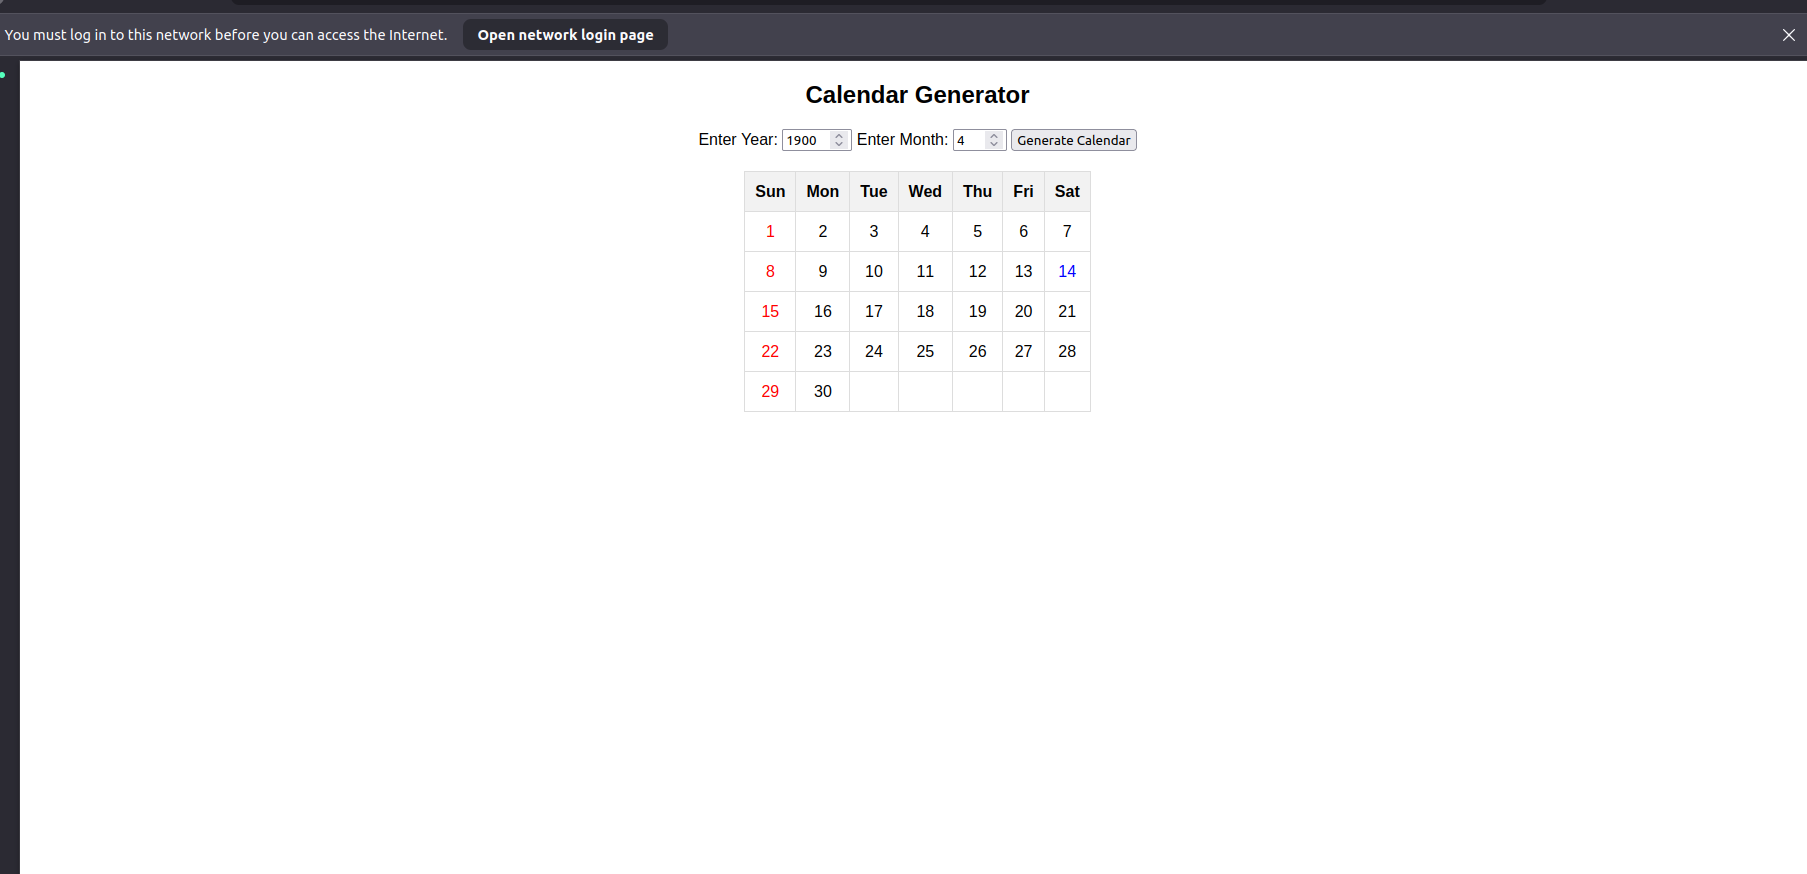 You must log in to this network before you can access the Internet. Open network login page
Calendar Generator
Enter Year: 1900 Enter Month: 4 Generate Calendar
Sun Mon Tue Wed Thu Fri Sat
1 2 3 4 5 6 7
8 9 10 11 12 13 14
15 16 17 18 19 20 21
22 23 24 25 26 27 28
29 30